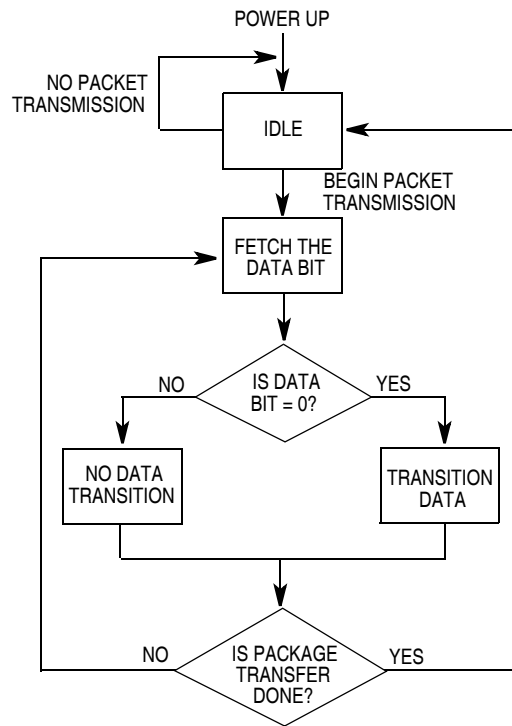 POWER UP
NO PACKET
TRANSMISSION
IDLE
BEGIN PACKET
TRANSMISSION
FETCH THE
DATA BIT
NO
IS DATA
BIT = 0?
YES
NO DATA
TRANSITION
TRANSITION
DATA
NO
IS PACKAGE
TRANSFER
DONE?
YES